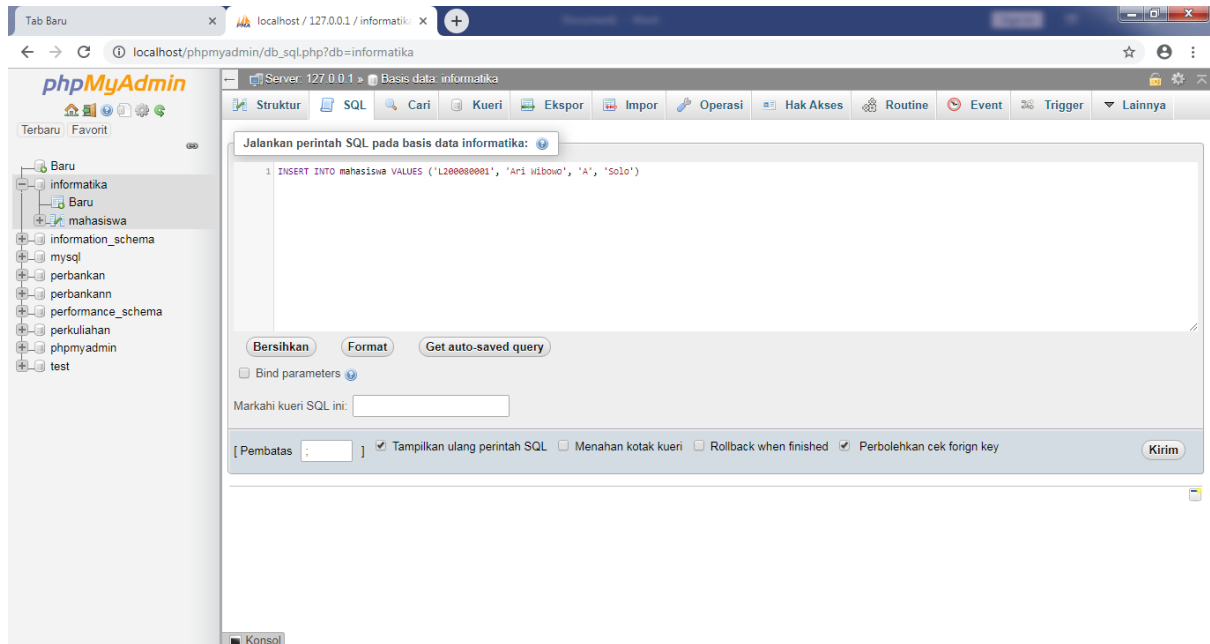 Tab Baru
localhost / 127.0.0.1 / informatik
localhost/phpmyadmin/db_sql.php?db=informatika
phpMyAdmin
Terbaru Favorit
Baru
informatika
Baru
mahasiswa
information_schema
mysql
perbankan
perbankann
performance_schema
perkuliahan
phpmyadmin
test
Server: 127.0.0.1 » Basis data: informatika
Struktur SQL Cari Kueri Ekspor Impor Operasi Hak Akses Routine Event Trigger Lainnya
Jalankan perintah SQL pada basis data informatika:
1 INSERT INTO mahasiswa VALUES ('L200080001', 'Ari Wibowo', 'A', 'Solo')
Bersihkan Format Get auto-saved query
Bind parameters
Markahi kueri SQL ini:
[ Pembatas ; ] Tampilkan ulang perintah SQL Menahan kotak kueri Rollback when finished Perbolehkan cek forign key Kirim
Konsol